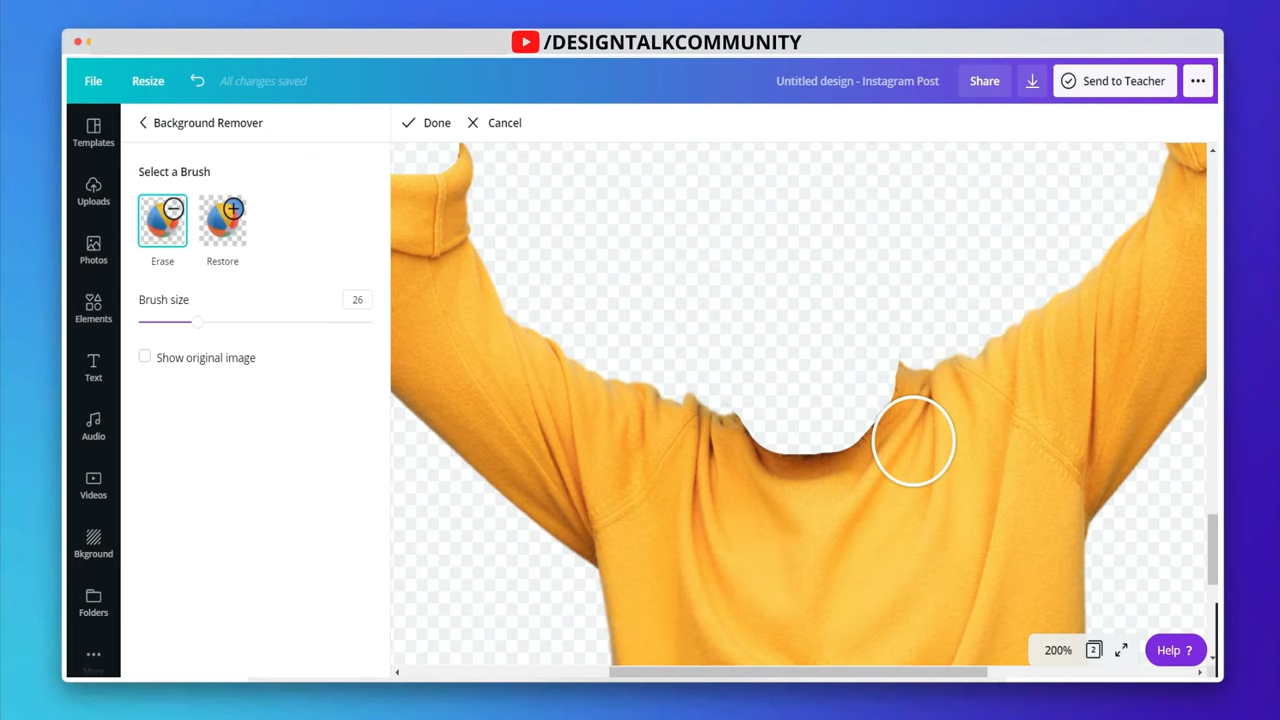 /DESIGNTALKCOMMUNITY
File
Resize
All changes saved
Untitled design - Instagram Post
Share
Send to Teacher
Templates
Uploads
Photos
Elements
Text
Audio
Videos
Bkground
Folders
More
Background Remover
Done
Cancel
Select a Brush
Erase
Restore
Brush size
26
Show original image
200%
2
Help ?